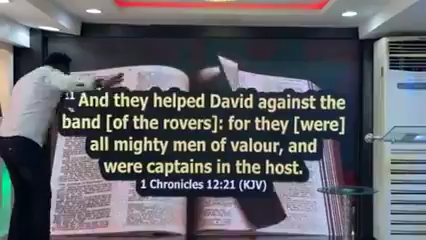 21 And they helped David against the
band [of the rovers]: for they [were]
all mighty men of valour, and
were captains in the host.
1 Chronicles 12:21 (KJV)